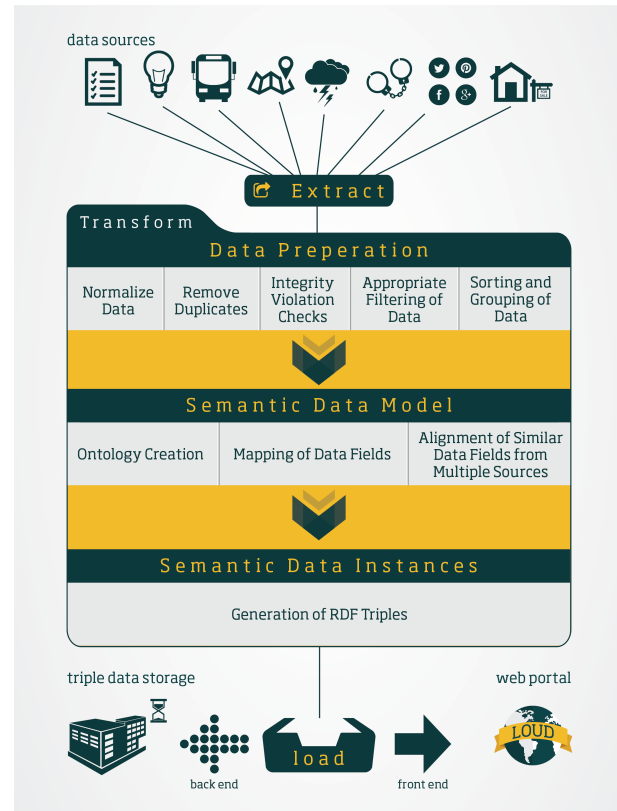 data sources
Extract
Transform
Data Preperation
Normalize
Data
Remove
Duplicates
Integrity
Violation
Checks
Appropriate
Filtering of
Data
Sorting and
Grouping of
Data
Semantic Data Model
Ontology Creation
Mapping of Data Fields
Alignment of Similar
Data Fields from
Multiple Sources
Semantic Data Instances
Generation of RDF Triples
triple data storage
web portal
load
LOUD
back end
front end